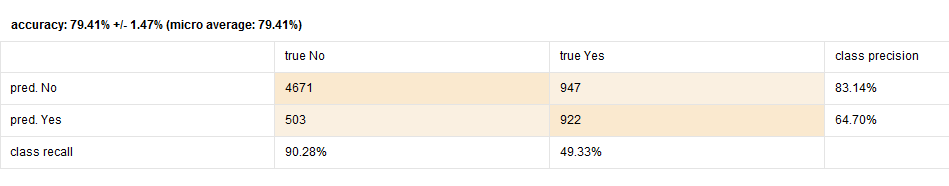 accuracy: 79.41% +/- 1.47% (micro average: 79.41%)
true No true Yes class precision
pred. No 4671 947 83.14%
pred. Yes 503 922 64.70%
class recall 90.28% 49.33%